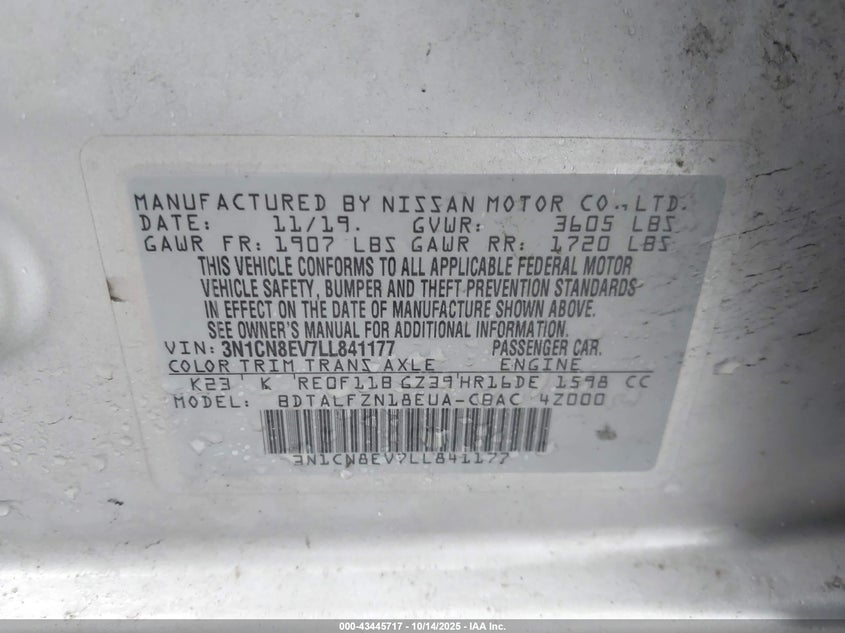 MANUFACTURED BY NISSAN MOTOR CO., LTD.
DATE: 11/19. GVWR: 3605 LBS
GAWR FR: 1907 LBS GAWR RR: 1720 LBS
THIS VEHICLE CONFORMS TO ALL APPLICABLE FEDERAL MOTOR
VEHICLE SAFETY, BUMPER AND THEFT PREVENTION STANDARDS
IN EFFECT ON THE DATE OF MANUFACTURE SHOWN ABOVE.
SEE OWNER'S MANUAL FOR ADDITIONAL INFORMATION.
VIN: 3N1CN8EV7LL841177 PASSENGER CAR.
COLOR TRIM TRANS AXLE ENGINE
K23 K RE0F11B GZ39 HR16DE 1598 CC
MODEL: BDTALFZN18EUA-CBAC 4Z000
3N1CN8EV7LL841177
000-43445717 - 10/14/2025 - IAA Inc.